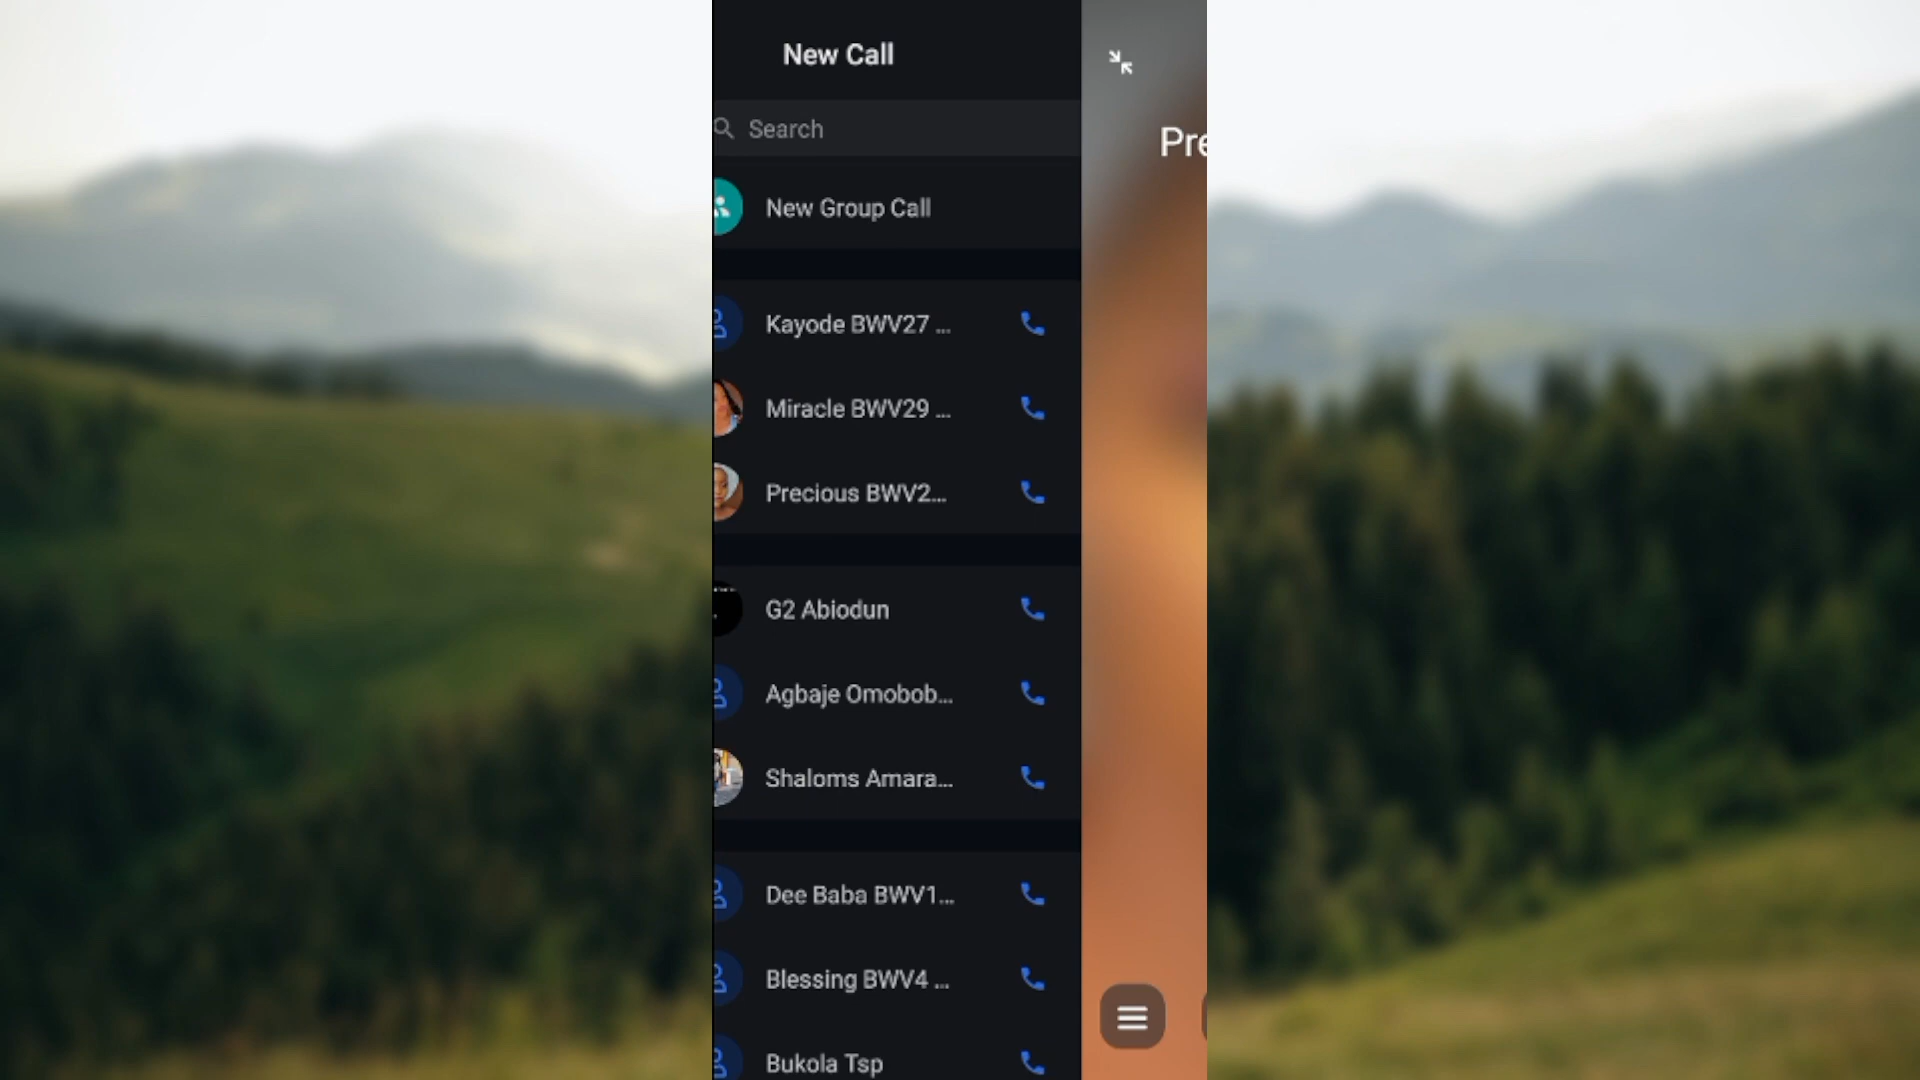 New Call
Search
New Group Call
Kayode BWV27 ...
Miracle BWV29 ...
Precious BWV2...
G2 Abiodun
Agbaje Omobob...
Shaloms Amara...
Dee Baba BWV1...
Blessing BWV4 ...
Bukola Tsp
Pre